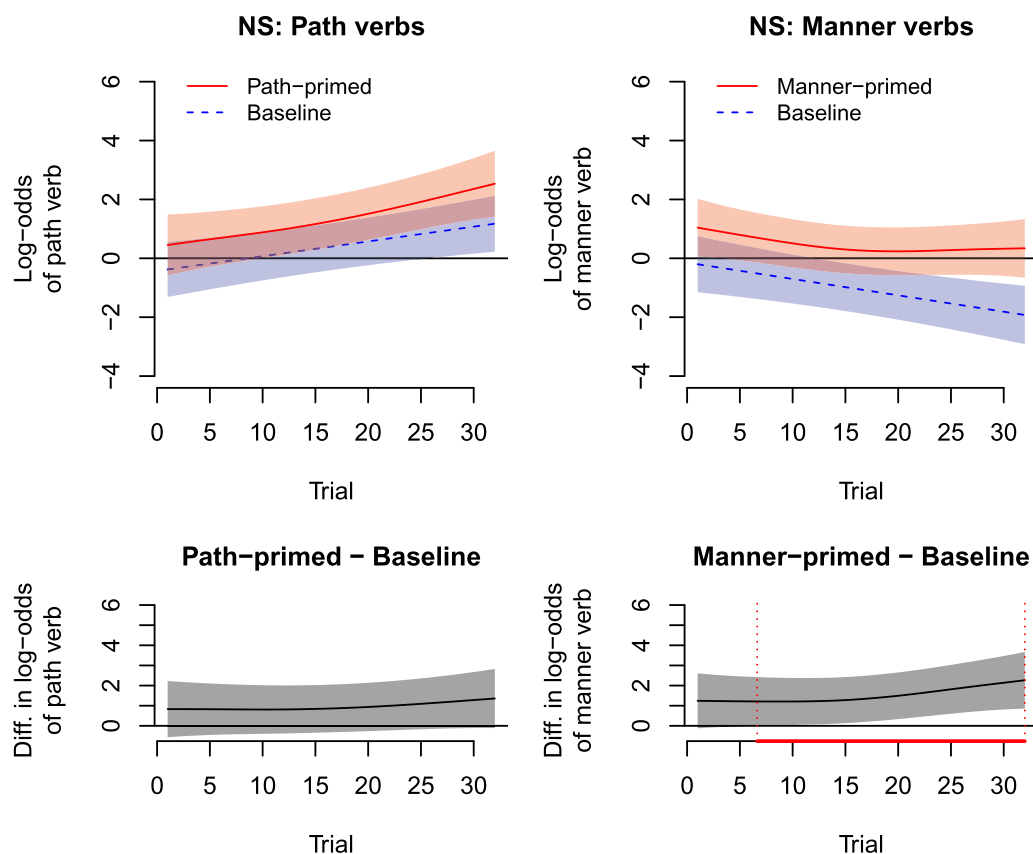 NS: Path verbs
Path−primed
Baseline
Log−odds
of path verb
6
4
2
0
−2
−4
0 5 10 15 20 25 30
Trial
NS: Manner verbs
Manner−primed
Baseline
Log−odds
of manner verb
6
4
2
0
−2
−4
0 5 10 15 20 25 30
Trial
Path−primed − Baseline
Diff. in log−odds
of path verb
6
4
2
0
0 5 10 15 20 25 30
Trial
Manner−primed − Baseline
Diff. in log−odds
of manner verb
6
4
2
0
0 5 10 15 20 25 30
Trial